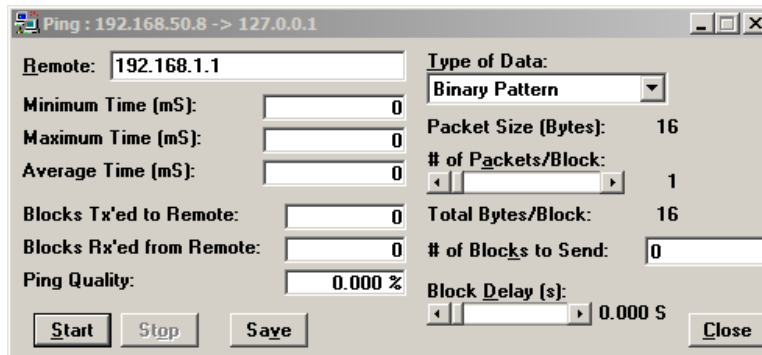 Ping : 192.168.50.8 -> 127.0.0.1
Remote: 192.168.1.1
Minimum Time (mS): 0
Maximum Time (mS): 0
Average Time (mS): 0
Blocks Tx'ed to Remote: 0
Blocks Rx'ed from Remote: 0
Ping Quality: 0.000 %
Start Stop Save
Type of Data:
Binary Pattern
Packet Size (Bytes): 16
# of Packets/Block:
1
Total Bytes/Block: 16
# of Blocks to Send: 0
Block Delay (s):
0.000 S
Close